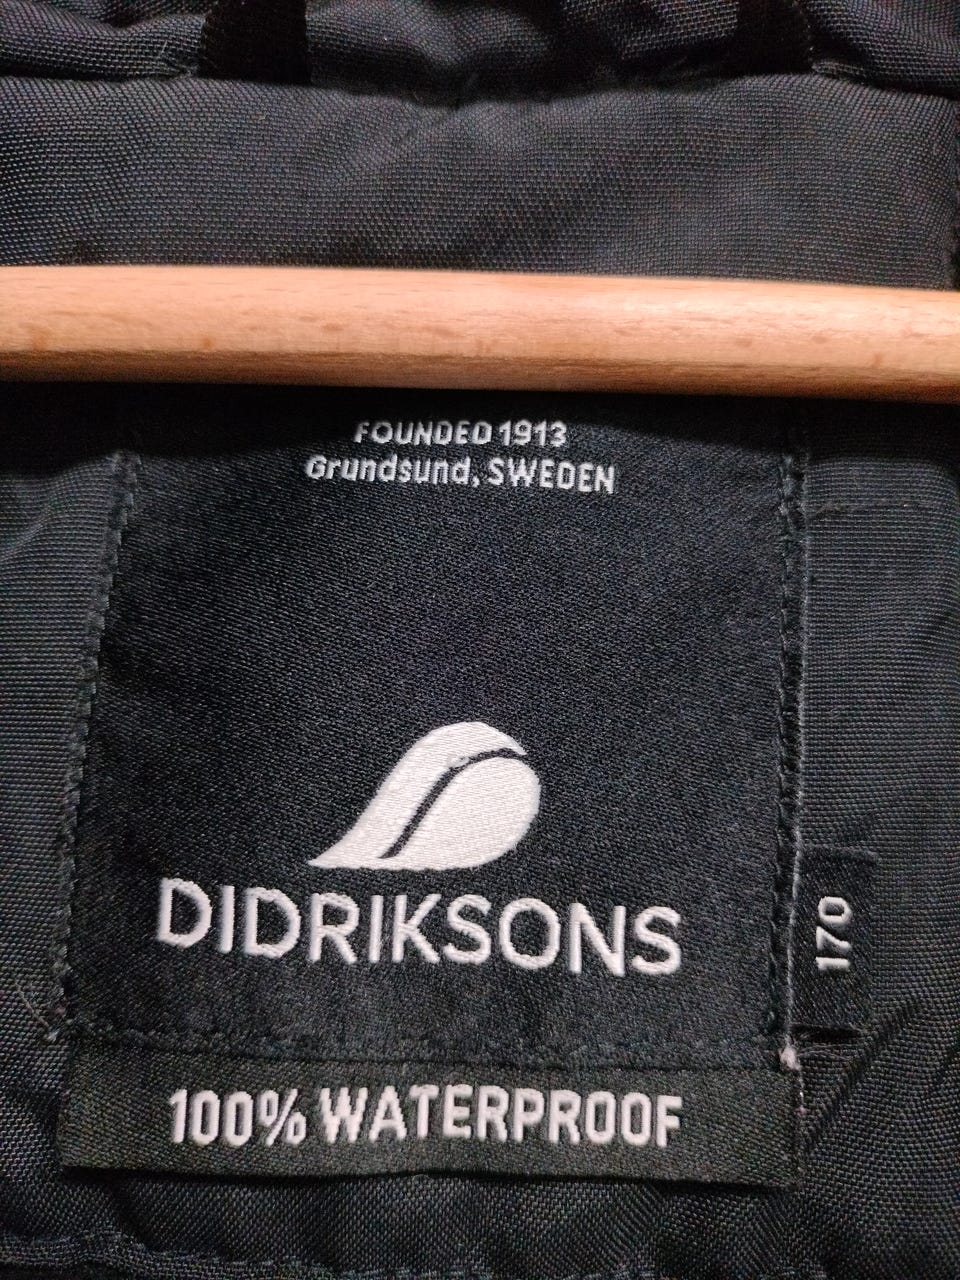 FOUNDED 1913
Grundsund, SWEDEN
DIDRIKSONS
170
100% WATERPROOF